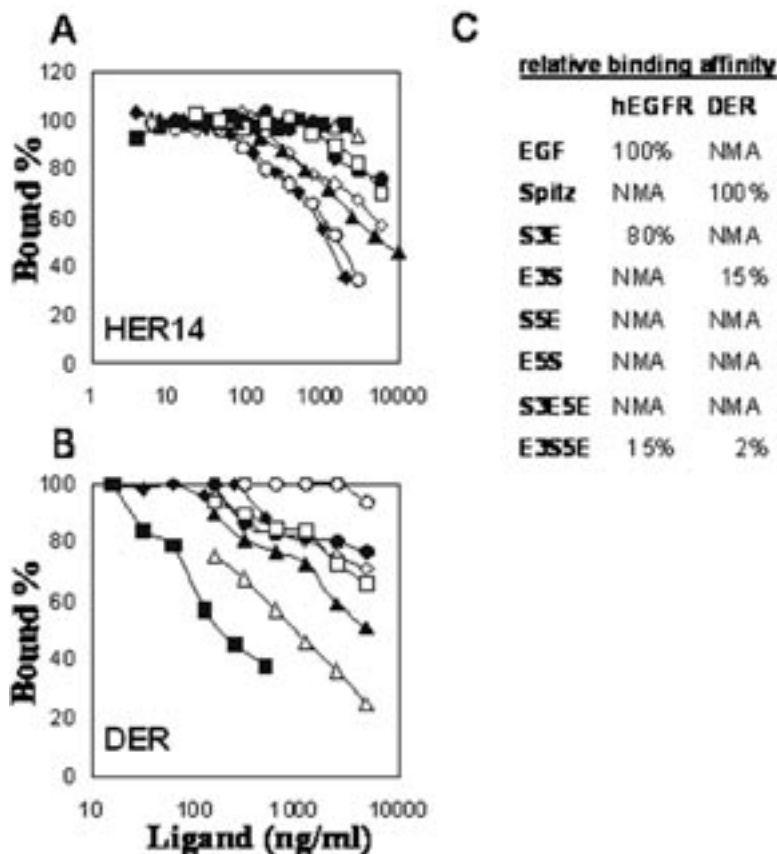 A
120
100
80
60
40
20
0
Bound %
HER14
1 10 100 1000 10000
B
100
80
60
40
20
0
Bound %
DER
10 100 1000 10000
Ligand (ng/ml)
C
relative binding affinity
hEGFR DER
EGF 100% NMA
Spitz NMA 100%
S3E 80% NMA
E3S NMA 15%
S5E NMA NMA
E5S NMA NMA
S3E5E NMA NMA
E3S5E 15% 2%